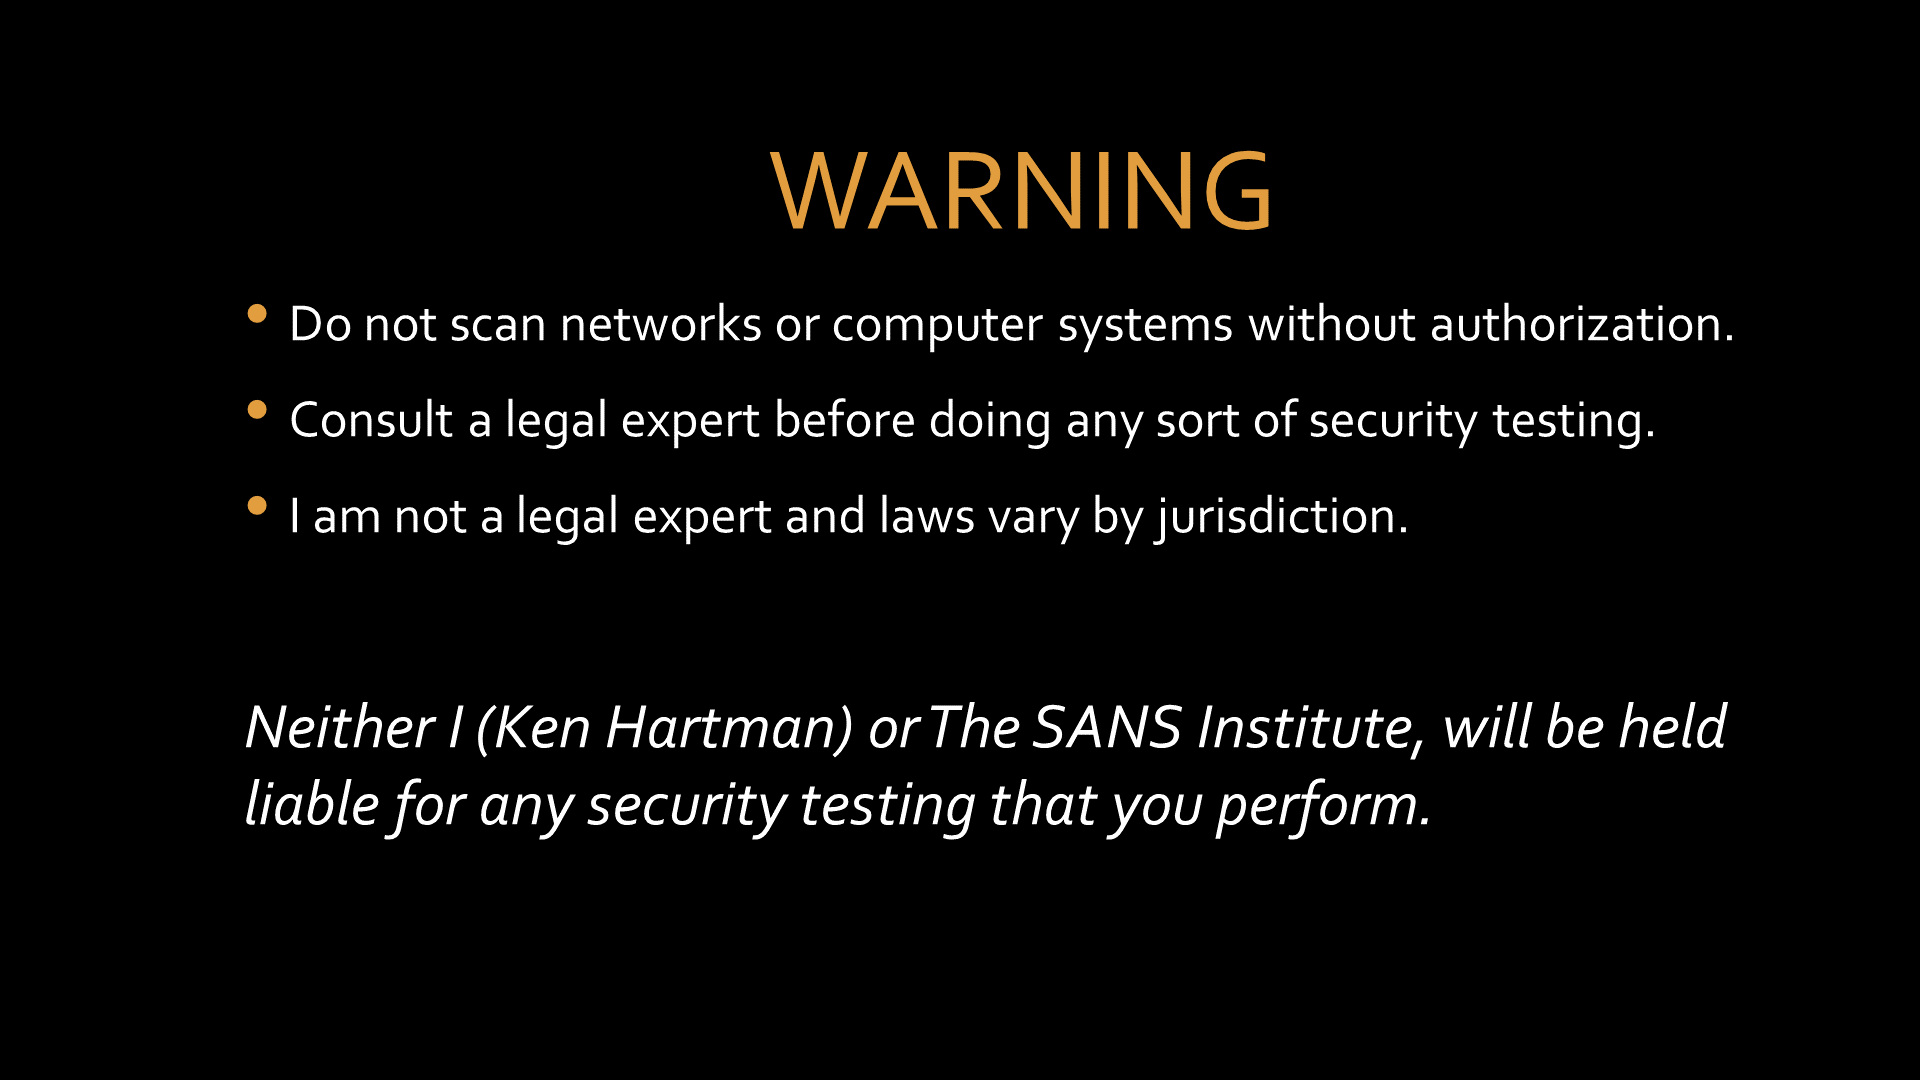 WARNING
• Do not scan networks or computer systems without authorization.
• Consult a legal expert before doing any sort of security testing.
• I am not a legal expert and laws vary by jurisdiction.
Neither I (Ken Hartman) or The SANS Institute, will be held
liable for any security testing that you perform.